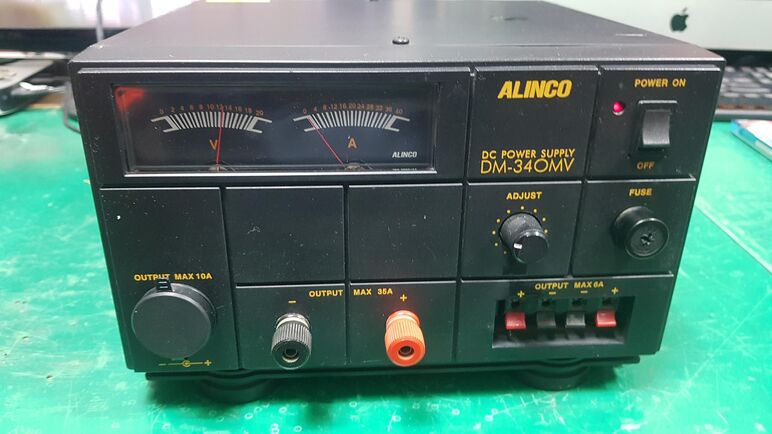 0 2 4 6 8 10 12 14 16 18 20
V
0 4 8 12 16 20 24 28 32 36 40
A
ALINCO
ALINCO
DC POWER SUPPLY
DM-340MV
POWER ON
OFF
ADJUST
FUSE
OUTPUT MAX 10A
- +
- OUTPUT MAX 35A +
OUTPUT MAX 6A
+ - - +